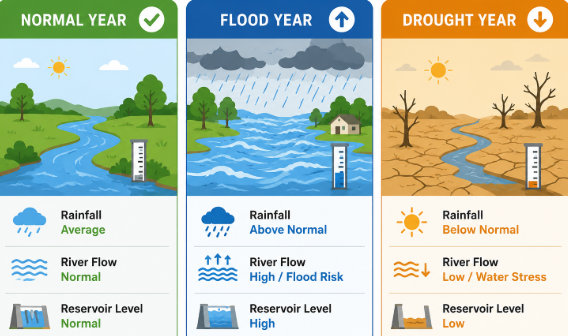 NORMAL YEAR
Rainfall
Average
River Flow
Normal
Reservoir Level
Normal
FLOOD YEAR
Rainfall
Above Normal
River Flow
High / Flood Risk
Reservoir Level
High
DROUGHT YEAR
Rainfall
Below Normal
River Flow
Low / Water Stress
Reservoir Level
Low